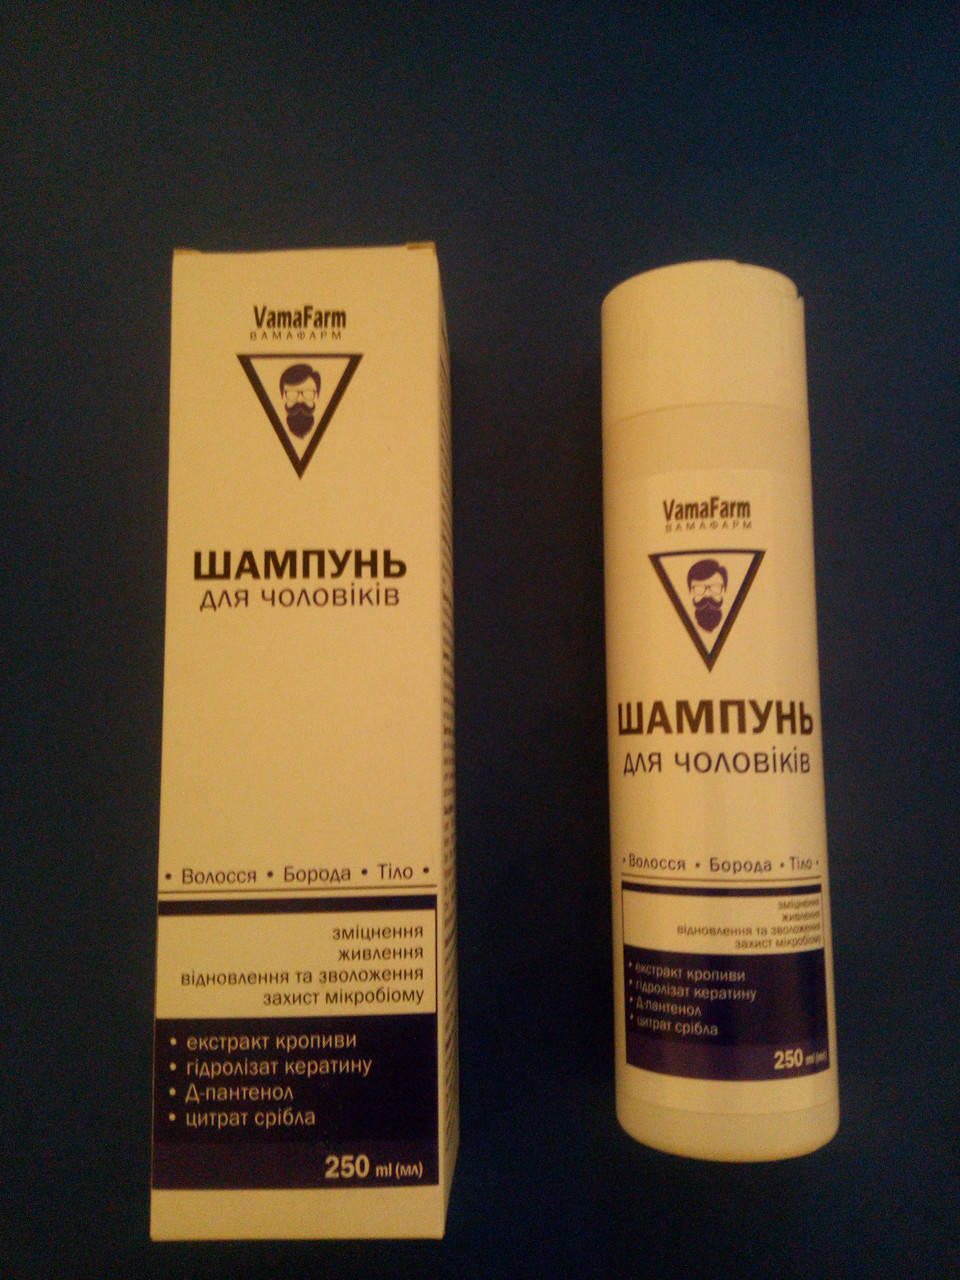 VamaFarm
ВАМАФАРМ
ШАМПУНЬ
для чоловіків
• Волосся • Борода • Тіло •
зміцнення
живлення
відновлення та зволоження
захист мікробіому
• екстракт кропиви
• гідролізат кератину
• Д-пантенол
• цитрат срібла
250 ml (мл)
VamaFarm
ВАМАФАРМ
ШАМПУНЬ
для чоловіків
• Волосся • Борода • Тіло •
зміцнення
живлення
відновлення та зволоження
захист мікробіому
• екстракт кропиви
• гідролізат кератину
• Д-пантенол
• цитрат срібла
250 ml (мл)